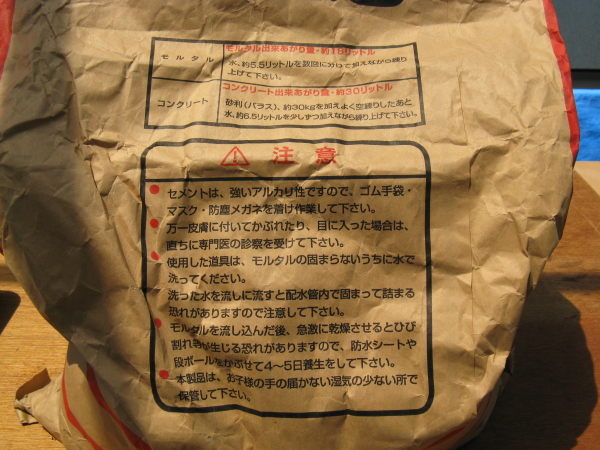 モルタル出来あがり量・約18リットル
モルタル
水、約5.5リットルを数回に分けて加えながら練り
上げて下さい。
コンクリート出来あがり量・約30リットル
コンクリート
砂利(バラス)、約30kgを加えよく空練りしたあと
水、約6.5リットルを少しずつ加えながら練り上げて下さい。
注意
●セメントは、強いアルカリ性ですので、ゴム手袋・
マスク・防塵メガネを着け作業して下さい。
●万一皮膚に付いてかぶれたり、目に入った場合は、
直ちに専門医の診察を受けて下さい。
●使用した道具は、モルタルの固まらないうちに水で
洗ってください。
洗った水を流しに流すと配水管内で固まって詰まる
恐れがありますので注意して下さい。
●モルタルを流し込んだ後、急激に乾燥させるとひび
割れ等が生じる恐れがありますので、防水シートや
段ボールをかぶせて4〜5日養生をして下さい。
●本製品は、お子様の手の届かない湿気の少ない所で
保管して下さい。